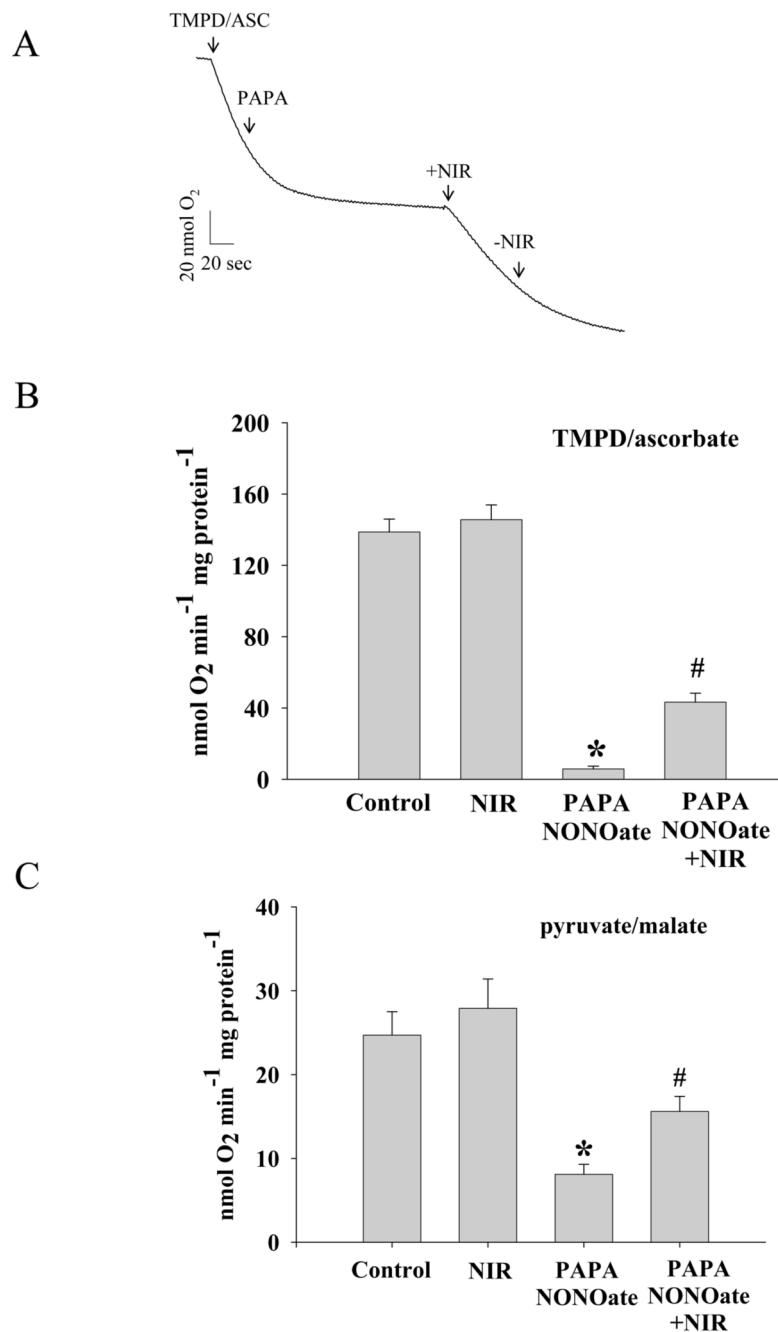 A
TMPD/ASC
PAPA
+NIR
-NIR
20 nmol O₂
20 sec
B
TMPD/ascorbate
nmol O₂ min⁻¹ mg protein⁻¹
200
160
120
80
40
0
Control
NIR
PAPA
NONOate
PAPA
NONOate
+NIR
*
#
C
pyruvate/malate
nmol O₂ min⁻¹ mg protein⁻¹
40
30
20
10
0
Control
NIR
PAPA
NONOate
PAPA
NONOate
+NIR
*
#